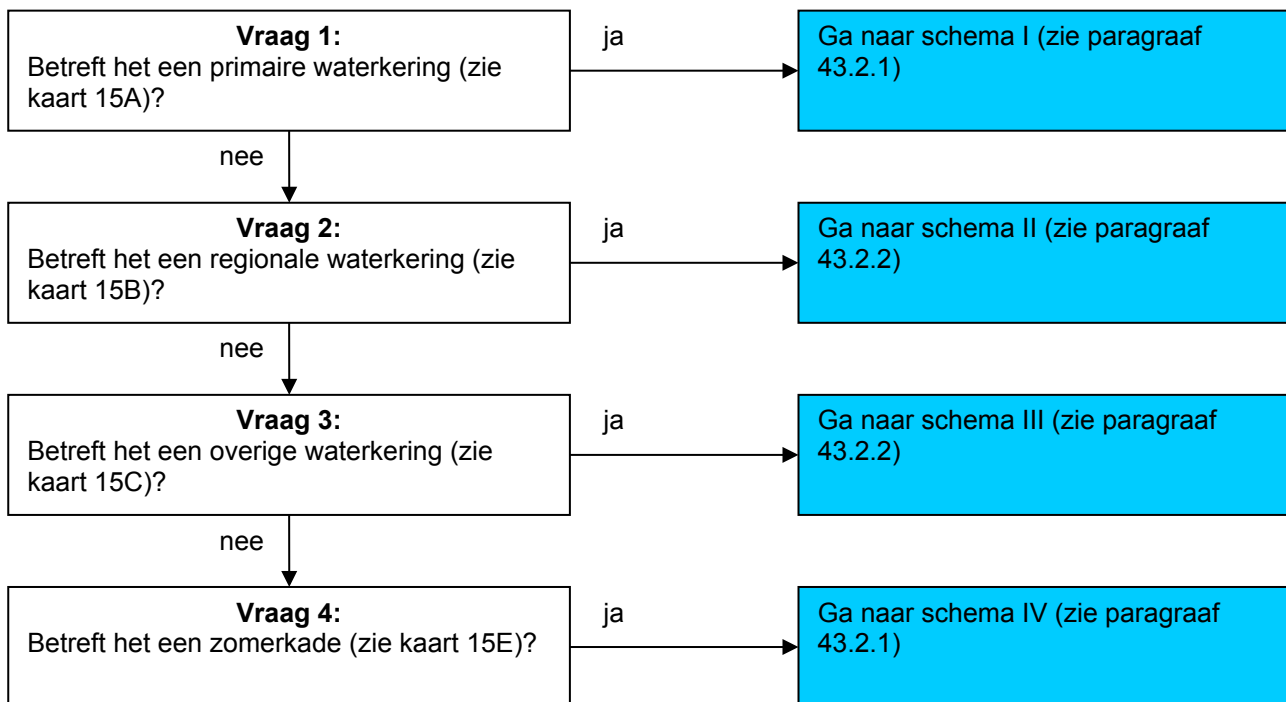 Vraag 1:
Betreft het een primaire waterkering (zie
kaart 15A)?
ja
Ga naar schema I (zie paragraaf
43.2.1)
nee
Vraag 2:
Betreft het een regionale waterkering (zie
kaart 15B)?
ja
Ga naar schema II (zie paragraaf
43.2.2)
nee
Vraag 3:
Betreft het een overige waterkering (zie
kaart 15C)?
ja
Ga naar schema III (zie paragraaf
43.2.2)
nee
Vraag 4:
Betreft het een zomerkade (zie kaart 15E)?
ja
Ga naar schema IV (zie paragraaf
43.2.1)